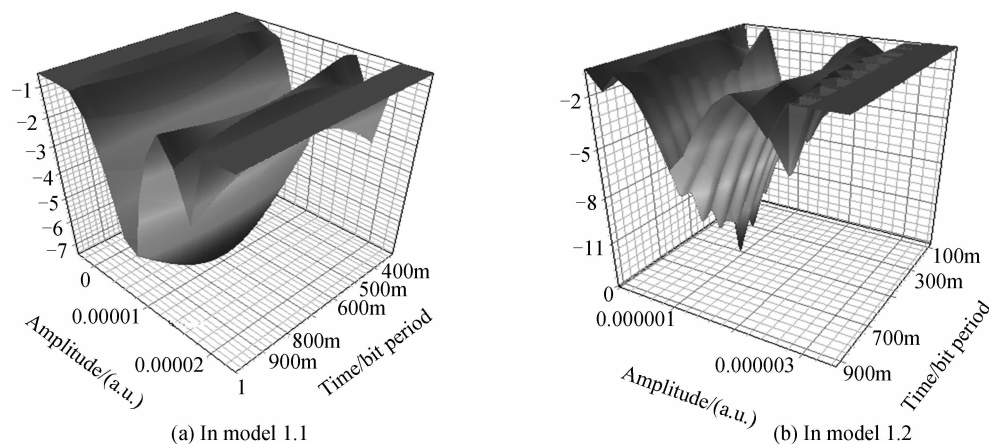 −1
−2
−3
−4
−5
−6
−7
0
0.00001
0.00002
1
900m
800m
600m
500m
400m
Amplitude/(a.u.)
Time/bit period
(a) In model 1.1
−2
−5
−8
−11
0
0.000001
0.000003
900m
700m
300m
100m
Amplitude/(a.u.)
Time/bit period
(b) In model 1.2